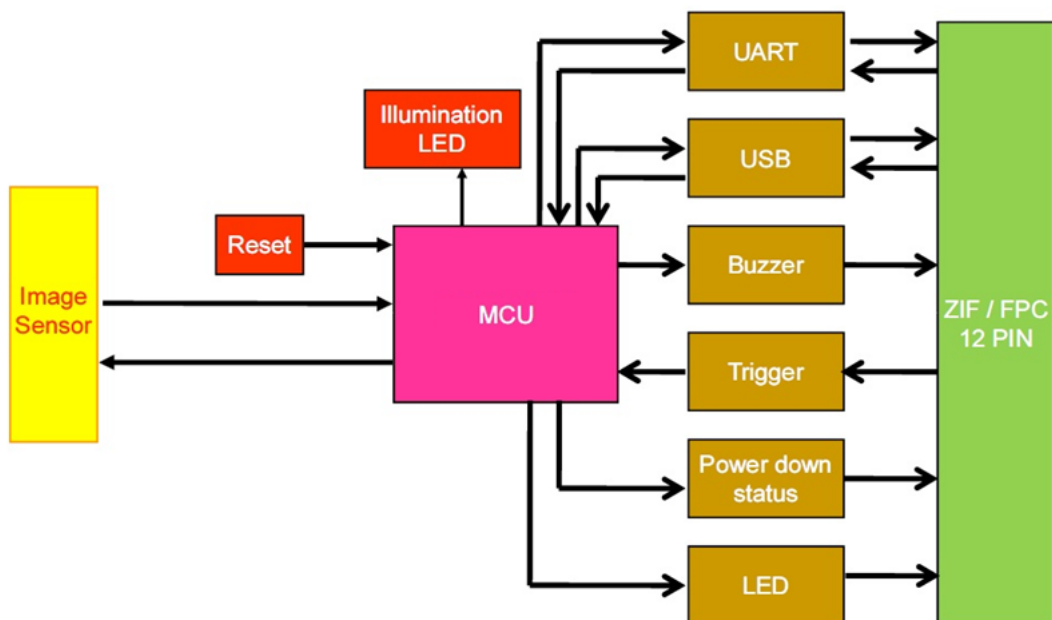 UART
Illumination
LED
USB
Reset
Buzzer
Image
Sensor
MCU
ZIF / FPC
12 PIN
Trigger
Power down
status
LED